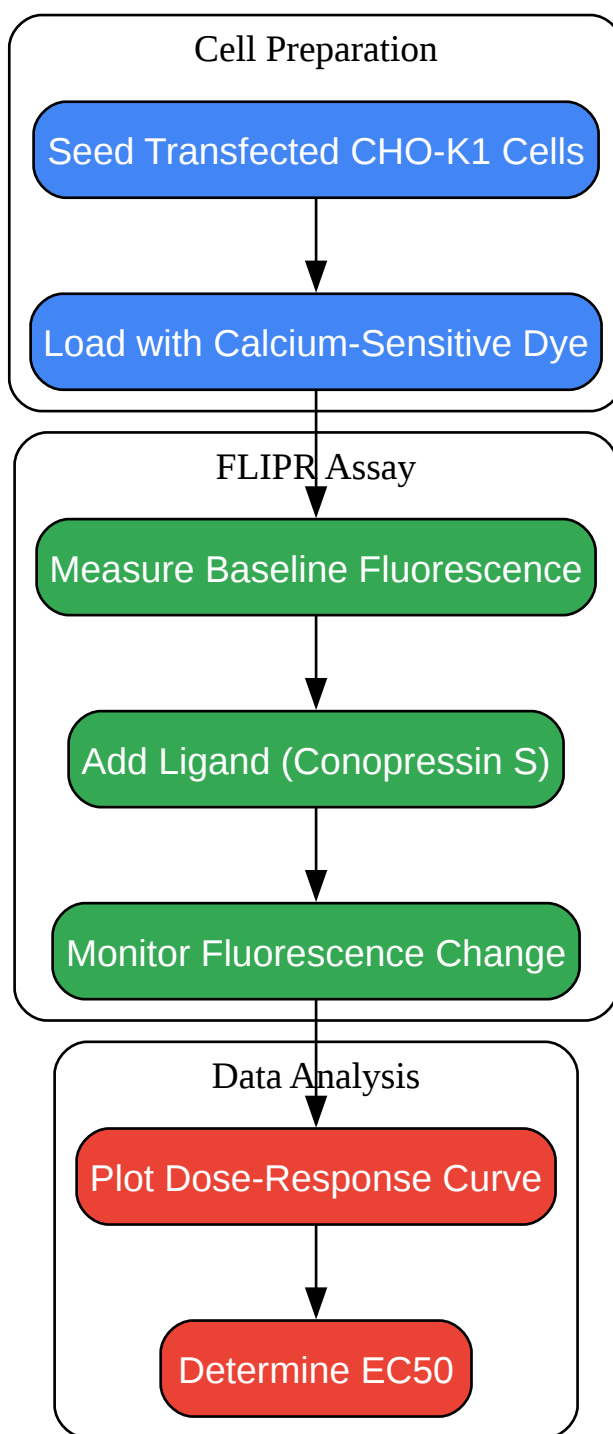 Cell Preparation
Seed Transfected CHO-K1 Cells
Load with Calcium-Sensitive Dye
FLIPR Assay
Measure Baseline Fluorescence
Add Ligand (Conopressin S)
Monitor Fluorescence Change
Data Analysis
Plot Dose-Response Curve
Determine EC50